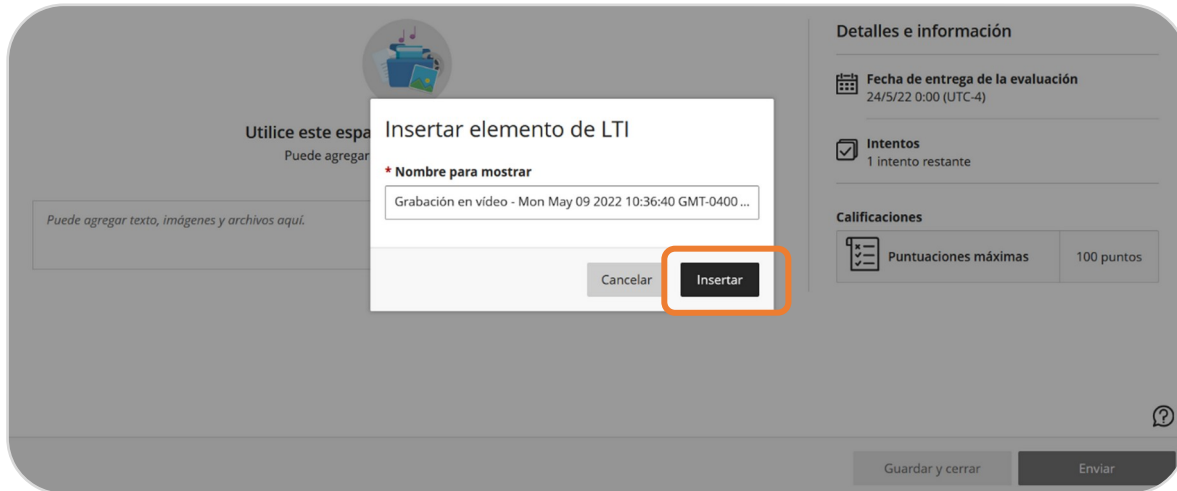 Utilice este espa
Puede agregar
Puede agregar texto, imágenes y archivos aquí.
Insertar elemento de LTI
* Nombre para mostrar
Grabación en vídeo - Mon May 09 2022 10:36:40 GMT-0400 ...
Cancelar
Insertar
Detalles e información
Fecha de entrega de la evaluación
24/5/22 0:00 (UTC-4)
Intentos
1 intento restante
Calificaciones
Puntuaciones máximas
100 puntos
Guardar y cerrar
Enviar